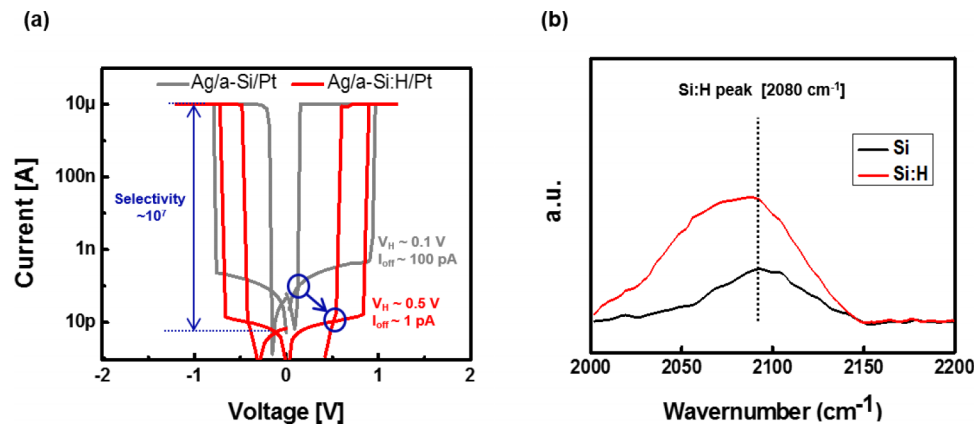 (a)
Ag/a-Si/Pt Ag/a-Si:H/Pt
10μ
100n
1n
10p
Current [A]
Selectivity
~10⁷
V_H ~ 0.1 V
I_off ~ 100 pA
V_H ~ 0.5 V
I_off ~ 1 pA
-2 -1 0 1 2
Voltage [V]
(b)
Si:H peak [2080 cm⁻¹]
Si
Si:H
a.u.
2000 2050 2100 2150 2200
Wavernumber (cm⁻¹)